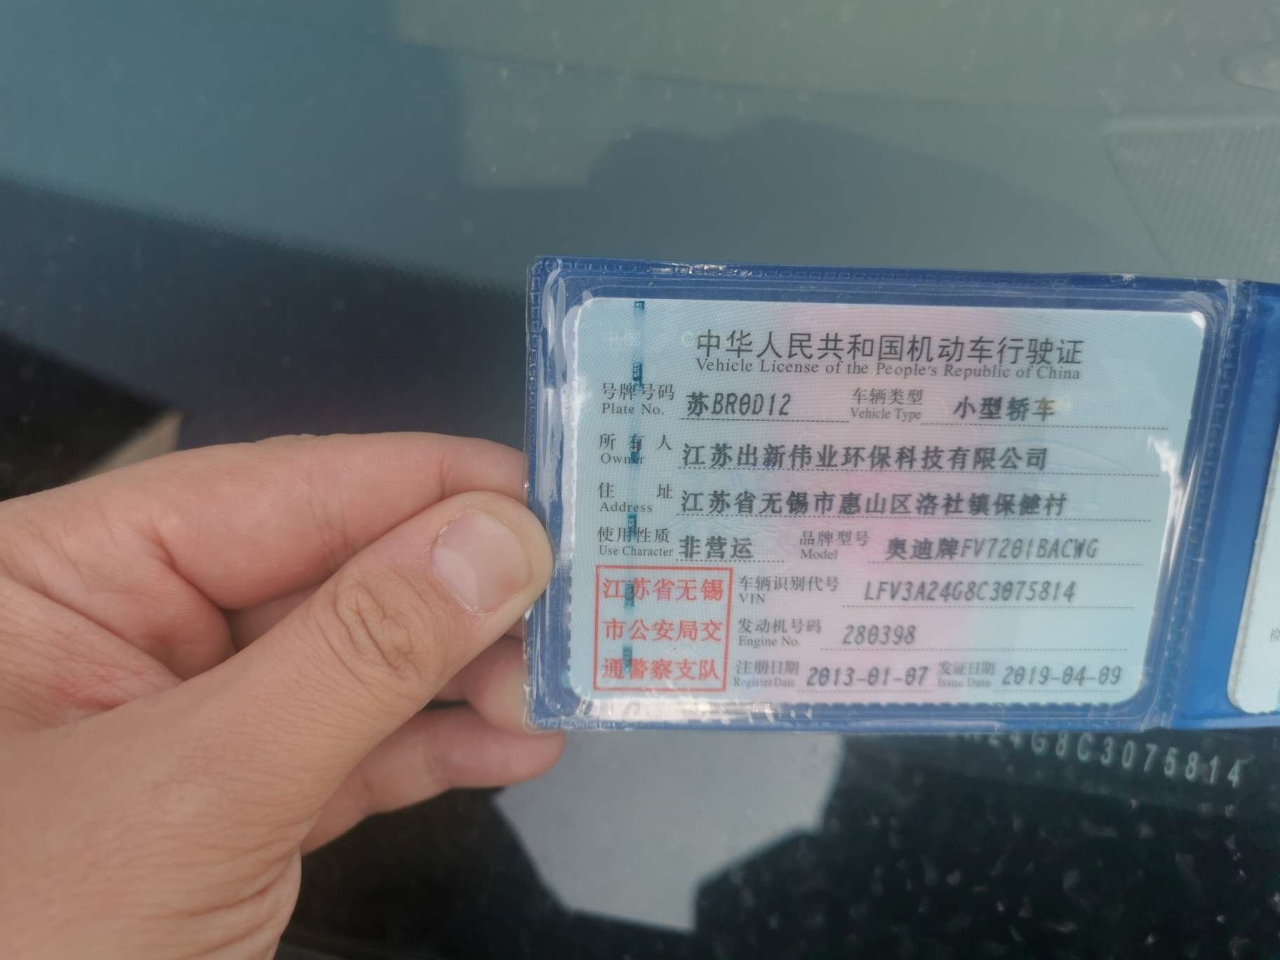 中华人民共和国机动车行驶证
Vehicle License of the People's Republic of China
号牌号码 苏BR0D12 车辆类型 小型轿车
Plate No. Vehicle Type
所有人 江苏出新伟业环保科技有限公司
Owner
住址 江苏省无锡市惠山区洛社镇保健村
Address
使用性质 非营运 品牌型号 奥迪牌FV7201BACWG
Use Character Model
江苏省无锡 车辆识别代号 LFV3A24G8C3075814
VIN
市公安局交 发动机号码 280398
Engine No.
通警察支队 注册日期 2013-01-07 发证日期 2019-04-09
Register Date Issue Date
24G8C3075814